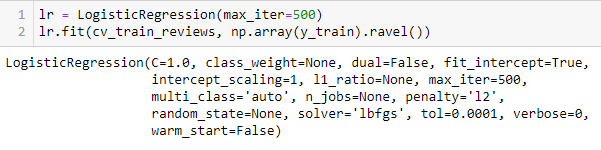 1 lr = LogisticRegression(max_iter=500)
2 lr.fit(cv_train_reviews, np.array(y_train).ravel())
LogisticRegression(C=1.0, class_weight=None, dual=False, fit_intercept=True,
intercept_scaling=1, l1_ratio=None, max_iter=500,
multi_class='auto', n_jobs=None, penalty='l2',
random_state=None, solver='lbfgs', tol=0.0001, verbose=0,
warm_start=False)